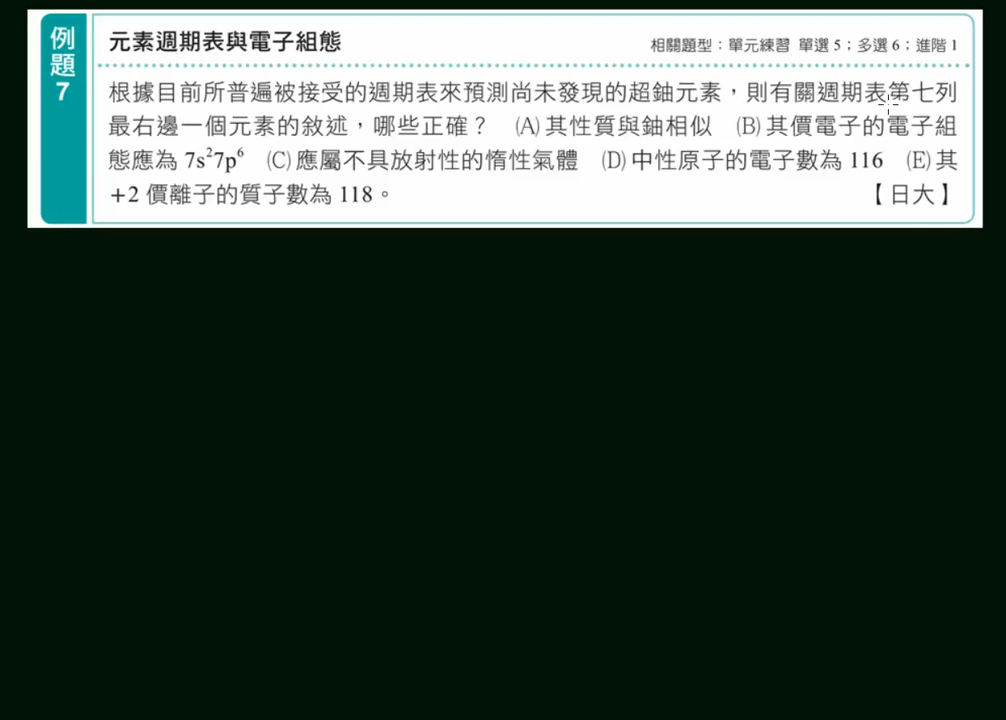 例題7
元素週期表與電子組態
相關題型：單元練習 單選 5；多選 6；進階 1
根據目前所普遍被接受的週期表來預測尚未發現的超鈾元素，則有關週期表第七列
最右邊一個元素的敘述，哪些正確？ (A) 其性質與鈾相似 (B) 其價電子的電子組
態應為 7s²7p⁶ (C) 應屬不具放射性的惰性氣體 (D) 中性原子的電子數為 116 (E) 其
+2 價離子的質子數為 118。 【日大】